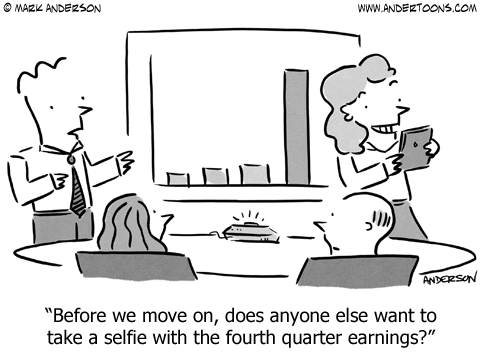 © MARK ANDERSON
WWW.ANDERTOONS.COM
ANDERSON
“Before we move on, does anyone else want to
take a selfie with the fourth quarter earnings?”